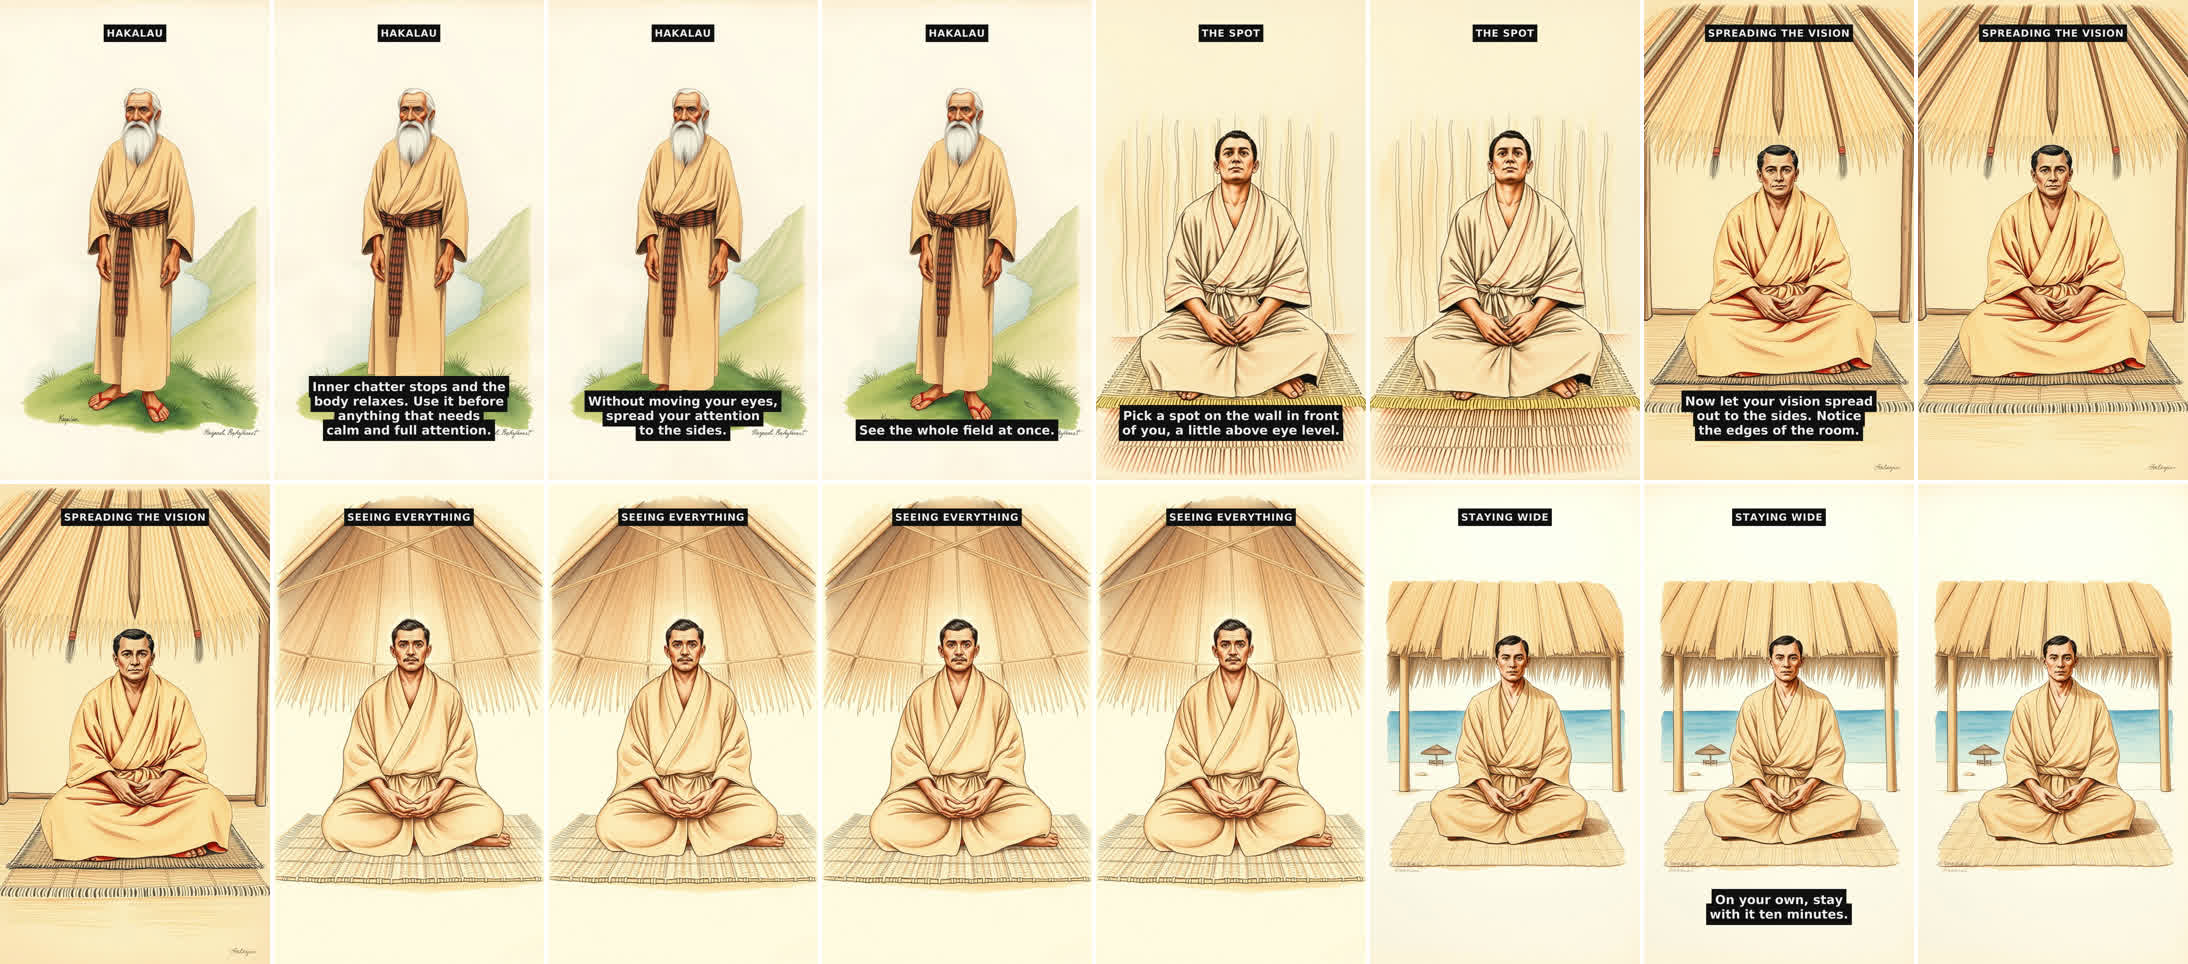 HAKALAU
HAKALAU
Inner chatter stops and the
body relaxes. Use it before
anything that needs
calm and full attention.
HAKALAU
Without moving your eyes,
spread your attention
to the sides.
HAKALAU
See the whole field at once.
THE SPOT
Pick a spot on the wall in front
of you, a little above eye level.
THE SPOT
SPREADING THE VISION
Now let your vision spread
out to the sides. Notice
the edges of the room.
SPREADING THE VISION
SPREADING THE VISION
SEEING EVERYTHING
SEEING EVERYTHING
SEEING EVERYTHING
SEEING EVERYTHING
STAYING WIDE
STAYING WIDE
On your own, stay
with it ten minutes.